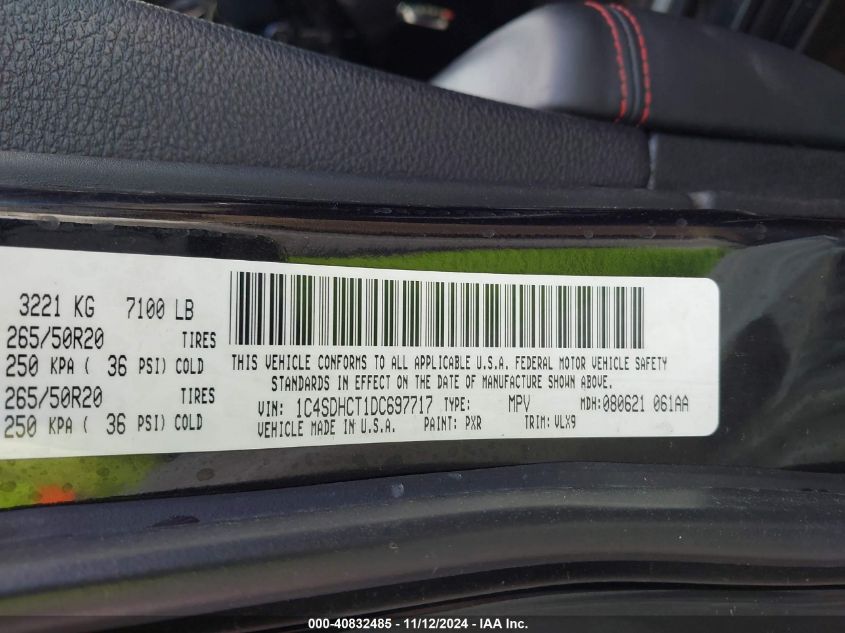 3221 KG 7100 LB
265/50R20 TIRES
250 KPA ( 36 PSI) COLD
265/50R20 TIRES
250 KPA ( 36 PSI) COLD
THIS VEHICLE CONFORMS TO ALL APPLICABLE U.S.A. FEDERAL MOTOR VEHICLE SAFETY
STANDARDS IN EFFECT ON THE DATE OF MANUFACTURE SHOWN ABOVE.
VIN: 1C4SDHCT1DC697717 TYPE: MPV MDH:080621 061AA
VEHICLE MADE IN U.S.A. PAINT: PXR TRIM:VLX9
000-40832485 - 11/12/2024 - IAA Inc.